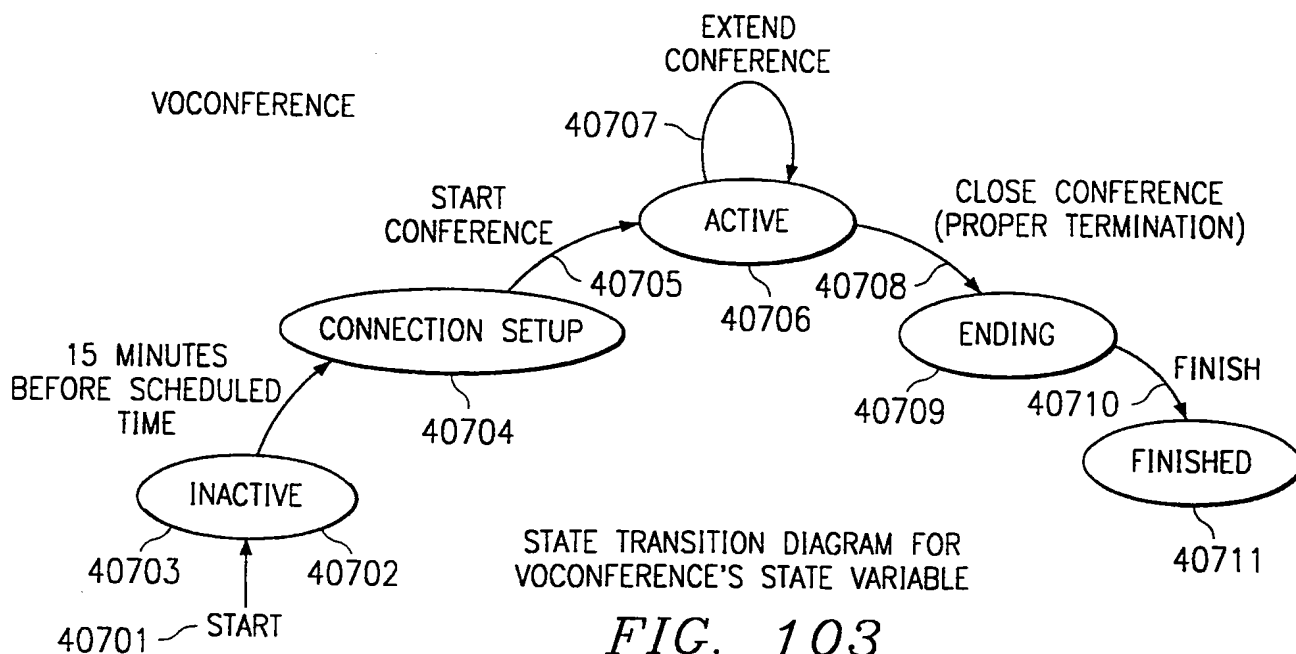 EXTEND
CONFERENCE
VOCONFERENCE
40707
START
CONFERENCE
CLOSE CONFERENCE
(PROPER TERMINATION)
ACTIVE
40705
40708
40706
CONNECTION SETUP
ENDING
15 MINUTES
BEFORE SCHEDULED
TIME
FINISH
40704
40709
40710
INACTIVE
FINISHED
40703
40702
40711
STATE TRANSITION DIAGRAM FOR
VOCONFERENCE'S STATE VARIABLE
40701
START
FIG. 103